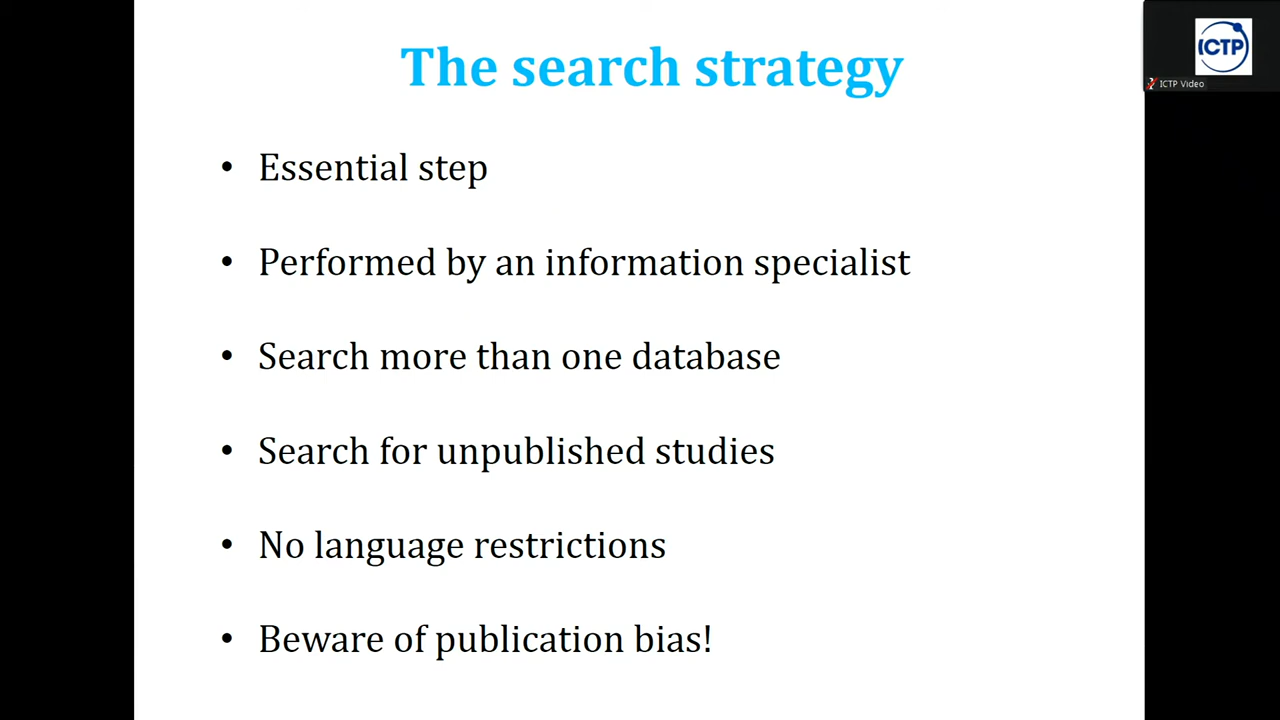 The search strategy
ICTP
ICTP Video
• Essential step
• Performed by an information specialist
• Search more than one database
• Search for unpublished studies
• No language restrictions
• Beware of publication bias!